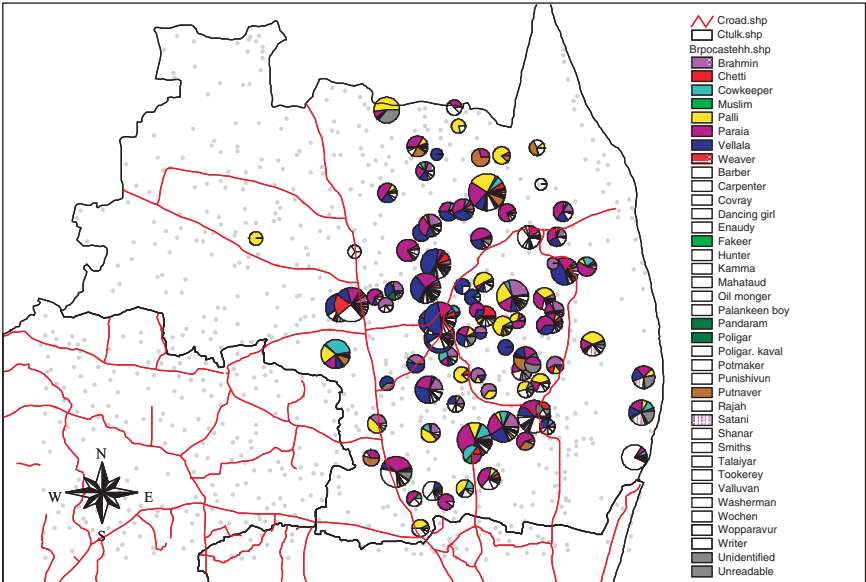 Croad.shp
Ctulk.shp
Brpocastehh.shp
Brahmin
Chetti
Cowkeeper
Muslim
Palli
Paraia
Vellala
Weaver
Barber
Carpenter
Covray
Dancing girl
Enaudy
Fakeer
Hunter
Kamma
Mahataud
Oil monger
Palankeen boy
Pandaram
Poligar
Poligar. kaval
Potmaker
Punishivun
Putnaver
Rajah
Satani
Shanar
Smiths
Talaiyar
Tookerey
Valluvan
Washerman
Wochen
Wopparavur
Writer
Unidentified
Unreadable
N
W E
S